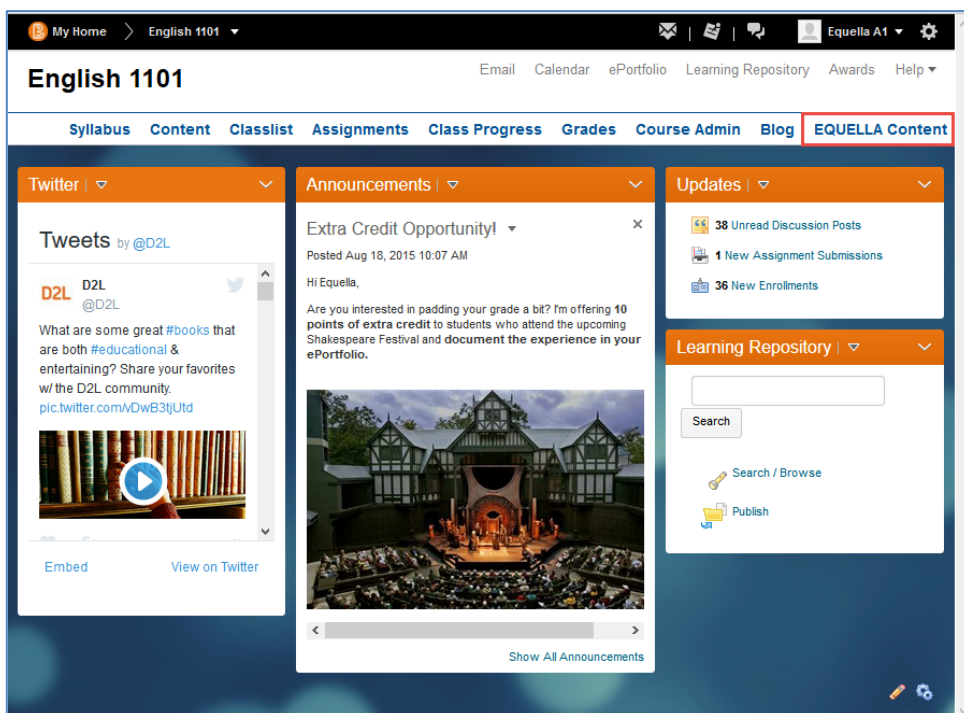 My Home English 1101
Equella A1
English 1101
Email Calendar ePortfolio Learning Repository Awards Help
Syllabus Content Classlist Assignments Class Progress Grades Course Admin Blog EQUELLA Content
Twitter
Tweets by @D2L
D2L
D2L
@D2L
What are some great #books that
are both #educational &
entertaining? Share your favorites
w/ the D2L community.
pic.twitter.com/vDwB3tjUtd
Embed View on Twitter
Announcements
Extra Credit Opportunity!
Posted Aug 18, 2015 10:07 AM
Hi Equella,
Are you interested in padding your grade a bit? I'm offering 10
points of extra credit to students who attend the upcoming
Shakespeare Festival and document the experience in your
ePortfolio.
Show All Announcements
Updates
38 Unread Discussion Posts
1 New Assignment Submissions
36 New Enrollments
Learning Repository
Search
Search / Browse
Publish